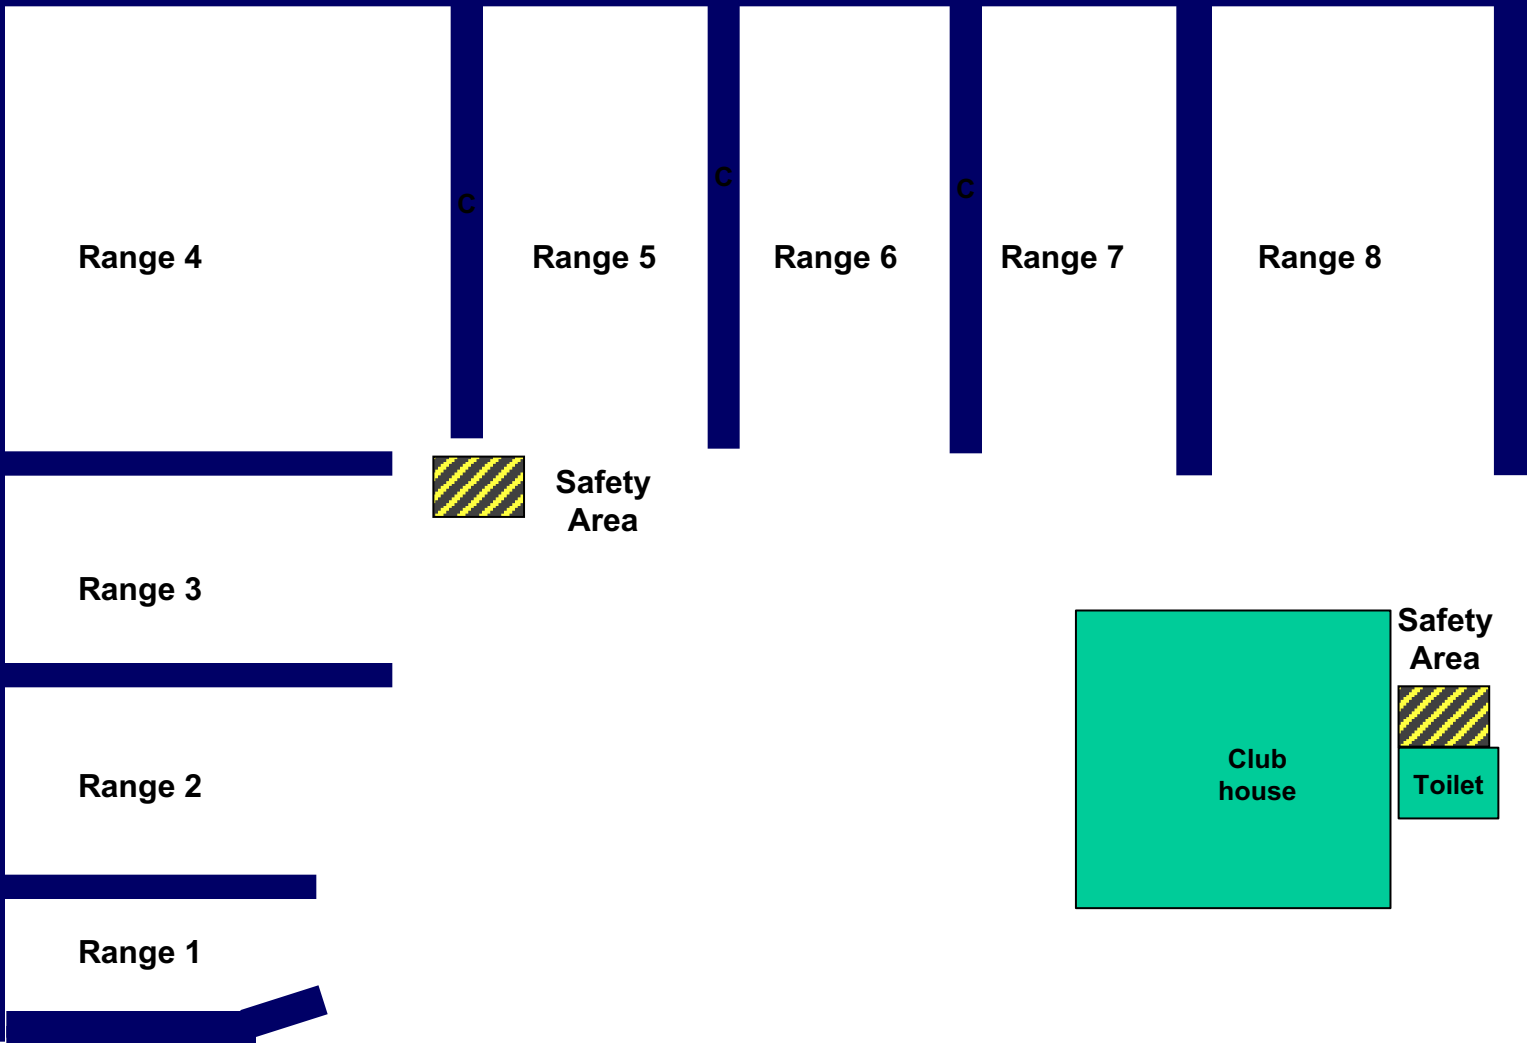 C
C
C
Range 4
Range 5
Range 6
Range 7
Range 8
Safety
Area
Range 3
Safety
Area
Club
house
Toilet
Range 2
Range 1